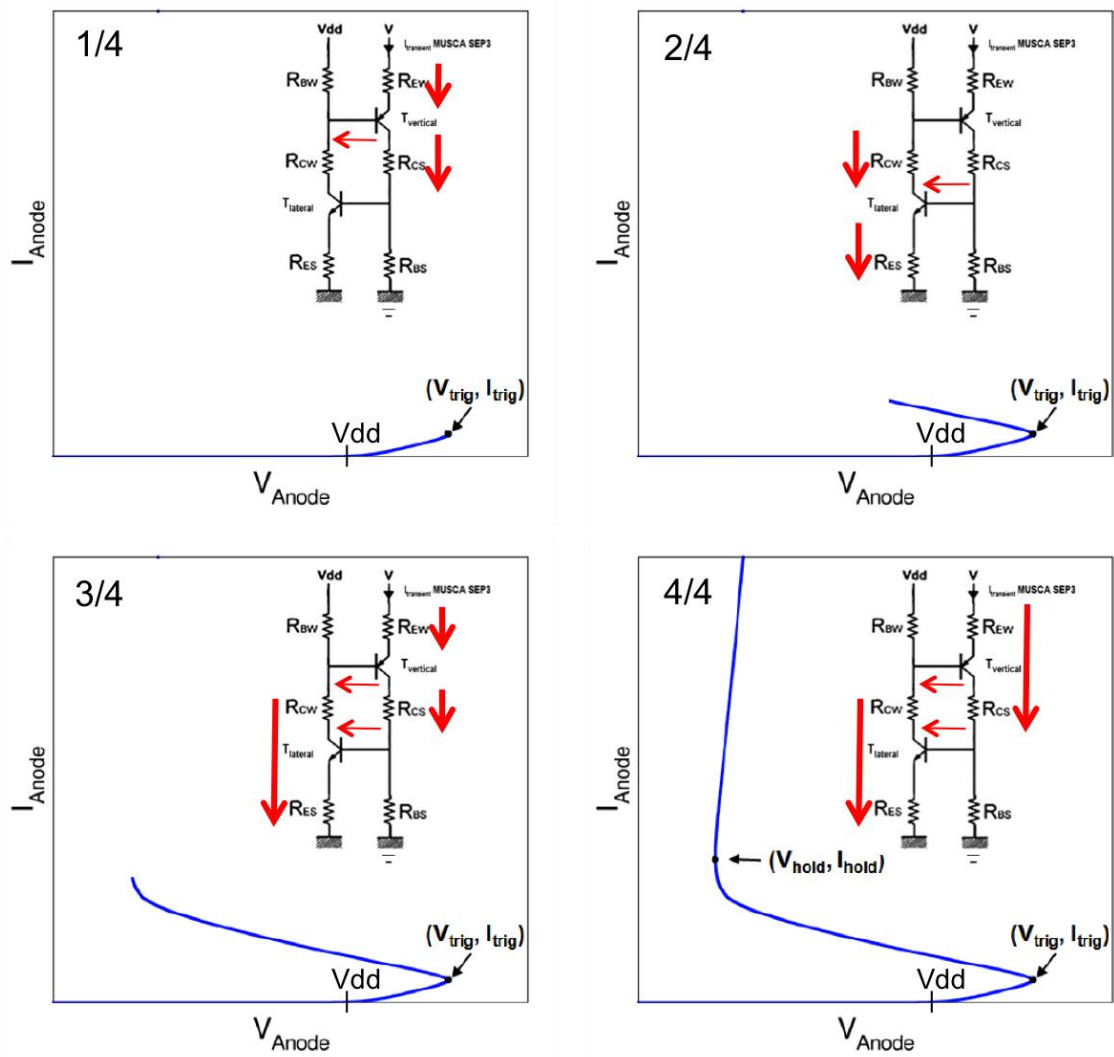 1/4
Vdd V
Itransient MUSCA SEP3
RBW REW
Tvertical
RCW RCS
Tlateral
RES RBS
IAnode
(Vtrig, Itrig)
Vdd
VAnode
2/4
Vdd V
Itransient MUSCA SEP3
RBW REW
Tvertical
RCW RCS
Tlateral
RES RBS
IAnode
(Vtrig, Itrig)
Vdd
VAnode
3/4
Vdd V
Itransient MUSCA SEP3
RBW REW
Tvertical
RCW RCS
Tlateral
RES RBS
IAnode
(Vtrig, Itrig)
Vdd
VAnode
4/4
Vdd V
Itransient MUSCA SEP3
RBW REW
Tvertical
RCW RCS
Tlateral
RES RBS
IAnode
(Vhold, Ihold)
(Vtrig, Itrig)
Vdd
VAnode